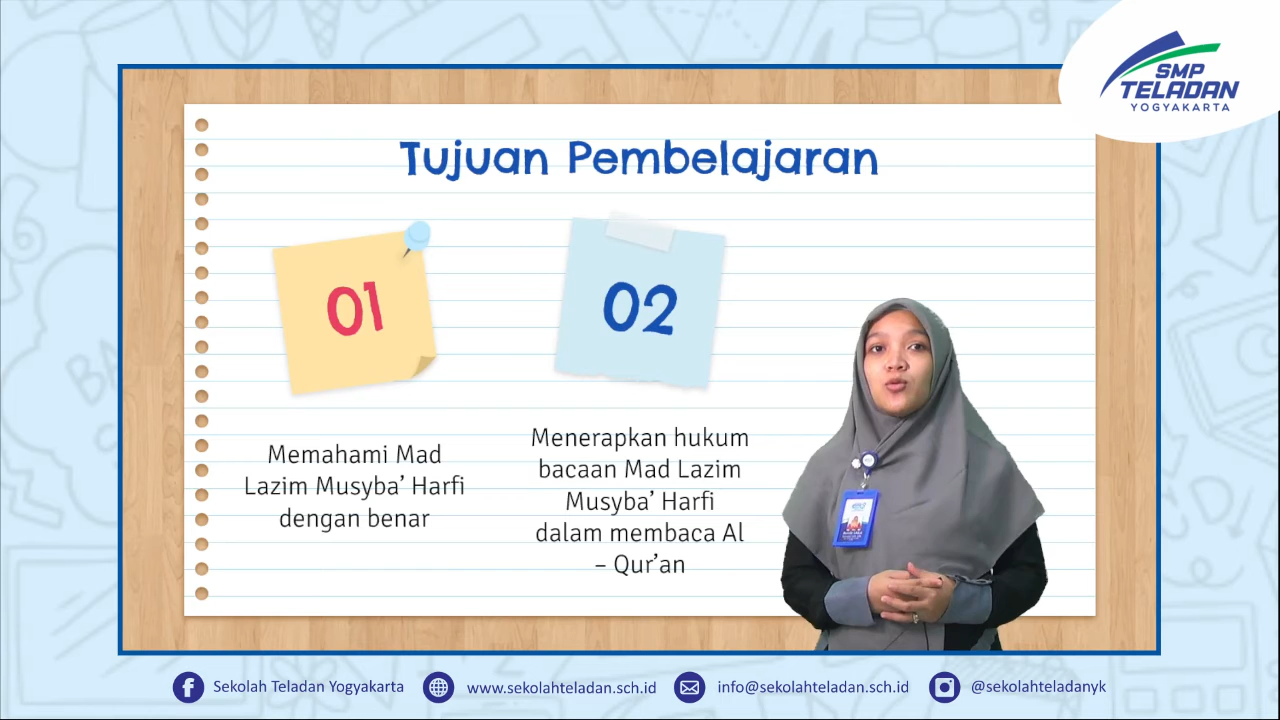 SMP
TELADAN
YOGYAKARTA
Tujuan Pembelajaran
01
02
Memahami Mad
Lazim Musyba’ Harfi
dengan benar
Menerapkan hukum
bacaan Mad Lazim
Musyba’ Harfi
dalam membaca Al
– Qur’an
Sekolah Teladan Yogyakarta
www.sekolahteladan.sch.id
info@sekolahteladan.sch.id
@sekolahteladanyk